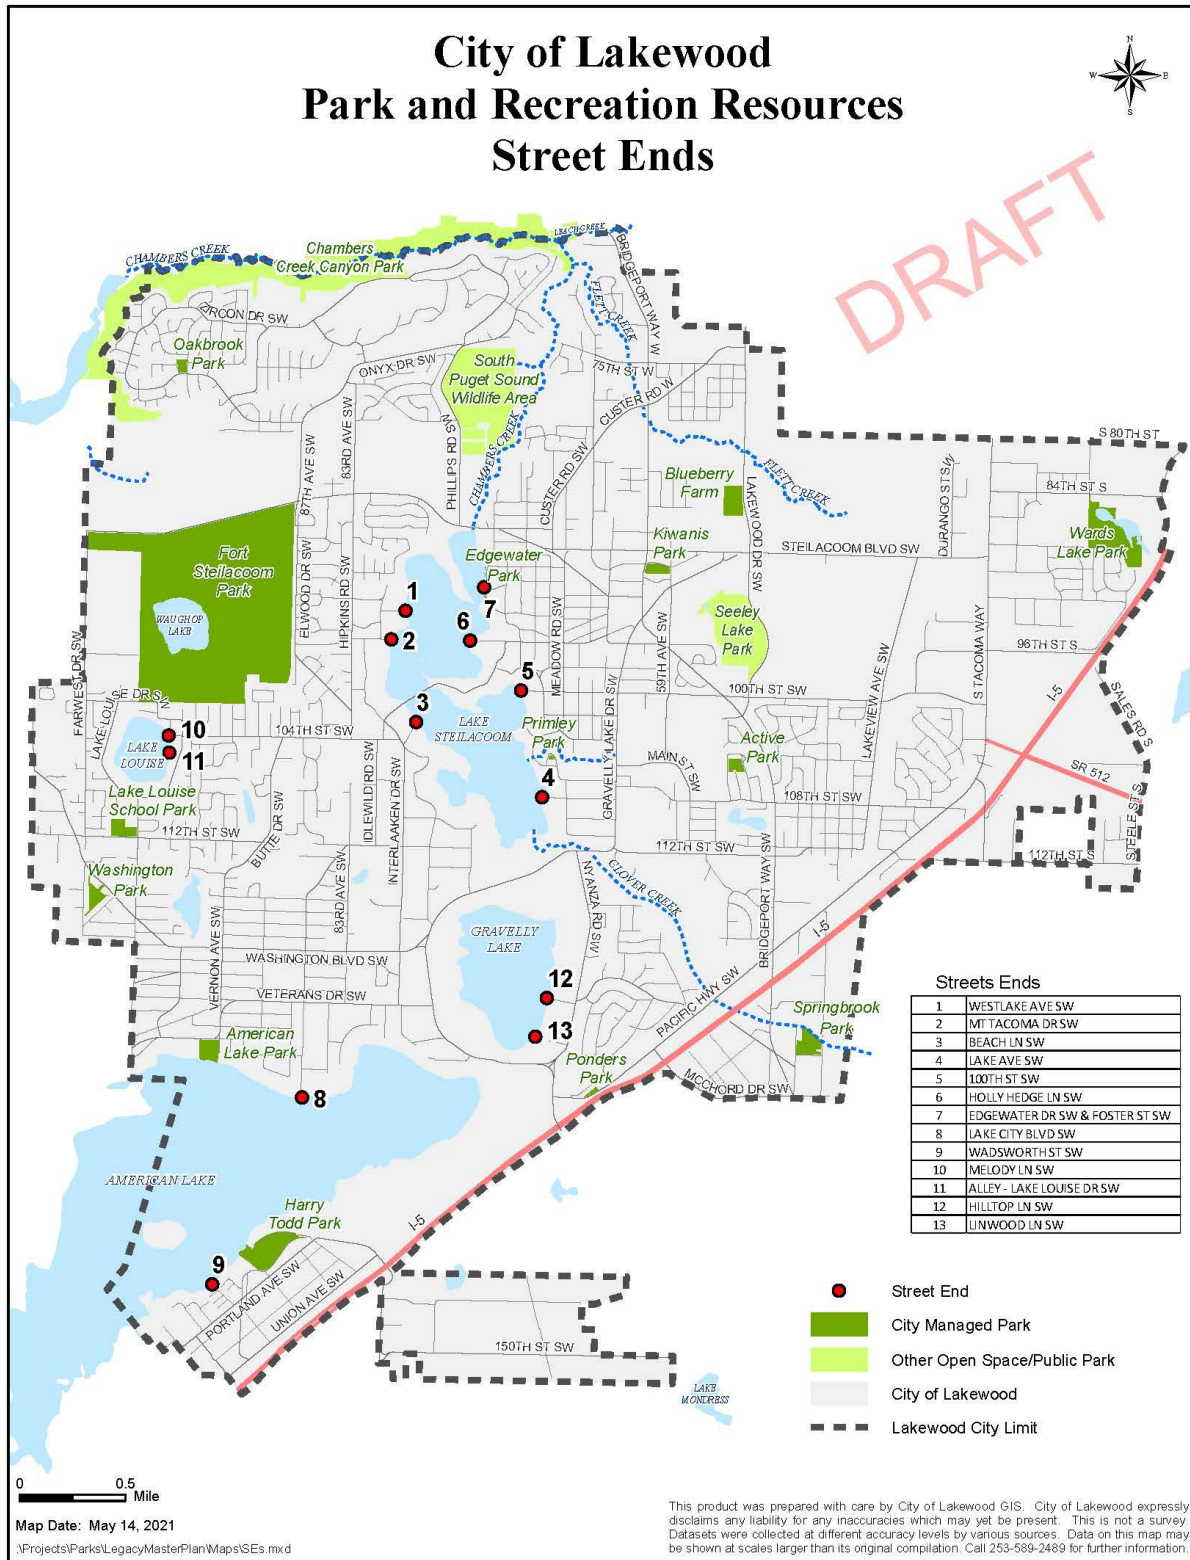 City of Lakewood
Park and Recreation Resources
Street Ends
N
W
E
S
DRAFT
LEACH CREEK
CHAMBERS CREEK
Chambers
Creek Canyon Park
BRIDGEPORT WAY W
ZIRCON DR SW
FLETT CREEK
Oakbrook
Park
ONYX DR SW
South
Puget Sound
Wildlife Area
75TH ST W
CUSTER RD W
83RD AVE SW
87TH AVE SW
PHILLIPS RD SW
CHAMBERS CREEK
CUSTER RD SW
S 80TH ST
Blueberry
Farm
LAKEWOOD DR SW
FLETT CREEK
DURANGO ST SW
84TH ST S
Wards
Lake Park
Fort
Steilacoom
Park
Edgewater
Park
Kiwanis
Park
STEILACOOM BLVD SW
ELWOOD DR SW
HIPKINS RD SW
1
7
WAUGHOP
LAKE
2
6
Seeley
Lake
Park
S TACOMA WAY
96TH ST S
FARWEST DR SW
MEADOW RD SW
59TH AVE SW
5
100TH ST SW
LAKEVIEW AVE SW
I-5
SALES RD S
LAKE LOUISE DR SW
10
104TH ST SW
3
LAKE
STEILACOOM
Primley
Park
GRAVELLY LAKE DR SW
Active
Park
LAKE
LOUISE
11
MAIN ST SW
SR 512
Lake Louise
School Park
IDLEWILD RD SW
INTERLAAKEN DR SW
4
108TH ST SW
STEELE ST S
112TH ST SW
BUTTE DR SW
112TH ST SW
112TH ST S
Washington
Park
83RD AVE SW
NYANZA RD SW
CLOVER CREEK
BRIDGEPORT WAY SW
GRAVELLY
LAKE
I-5
VERNON AVE SW
WASHINGTON BLVD SW
VETERANS DR SW
12
PACIFIC HWY SW
Springbrook
Park
American
Lake Park
13
Ponders
Park
MCCHORD DR SW
8
AMERICAN LAKE
Harry
Todd Park
I-5
9
PORTLAND AVE SW
UNION AVE SW
150TH ST SW
LAKE
MONDRESS
Streets Ends
1 WESTLAKE AVE SW
2 MT TACOMA DR SW
3 BEACH LN SW
4 LAKE AVE SW
5 100TH ST SW
6 HOLLY HEDGE LN SW
7 EDGEWATER DR SW & FOSTER ST SW
8 LAKE CITY BLVD SW
9 WADSWORTH ST SW
10 MELODY LN SW
11 ALLEY - LAKE LOUISE DR SW
12 HILLTOP LN SW
13 LINWOOD LN SW
Street End
City Managed Park
Other Open Space/Public Park
City of Lakewood
Lakewood City Limit
0 0.5
Mile
Map Date: May 14, 2021
:\Projects\Parks\LegacyMasterPlan\Maps\SEs.mxd
This product was prepared with care by City of Lakewood GIS. City of Lakewood expressly
disclaims any liability for any inaccuracies which may yet be present. This is not a survey.
Datasets were collected at different accuracy levels by various sources. Data on this map may
be shown at scales larger than its original compilation. Call 253-589-2489 for further information.